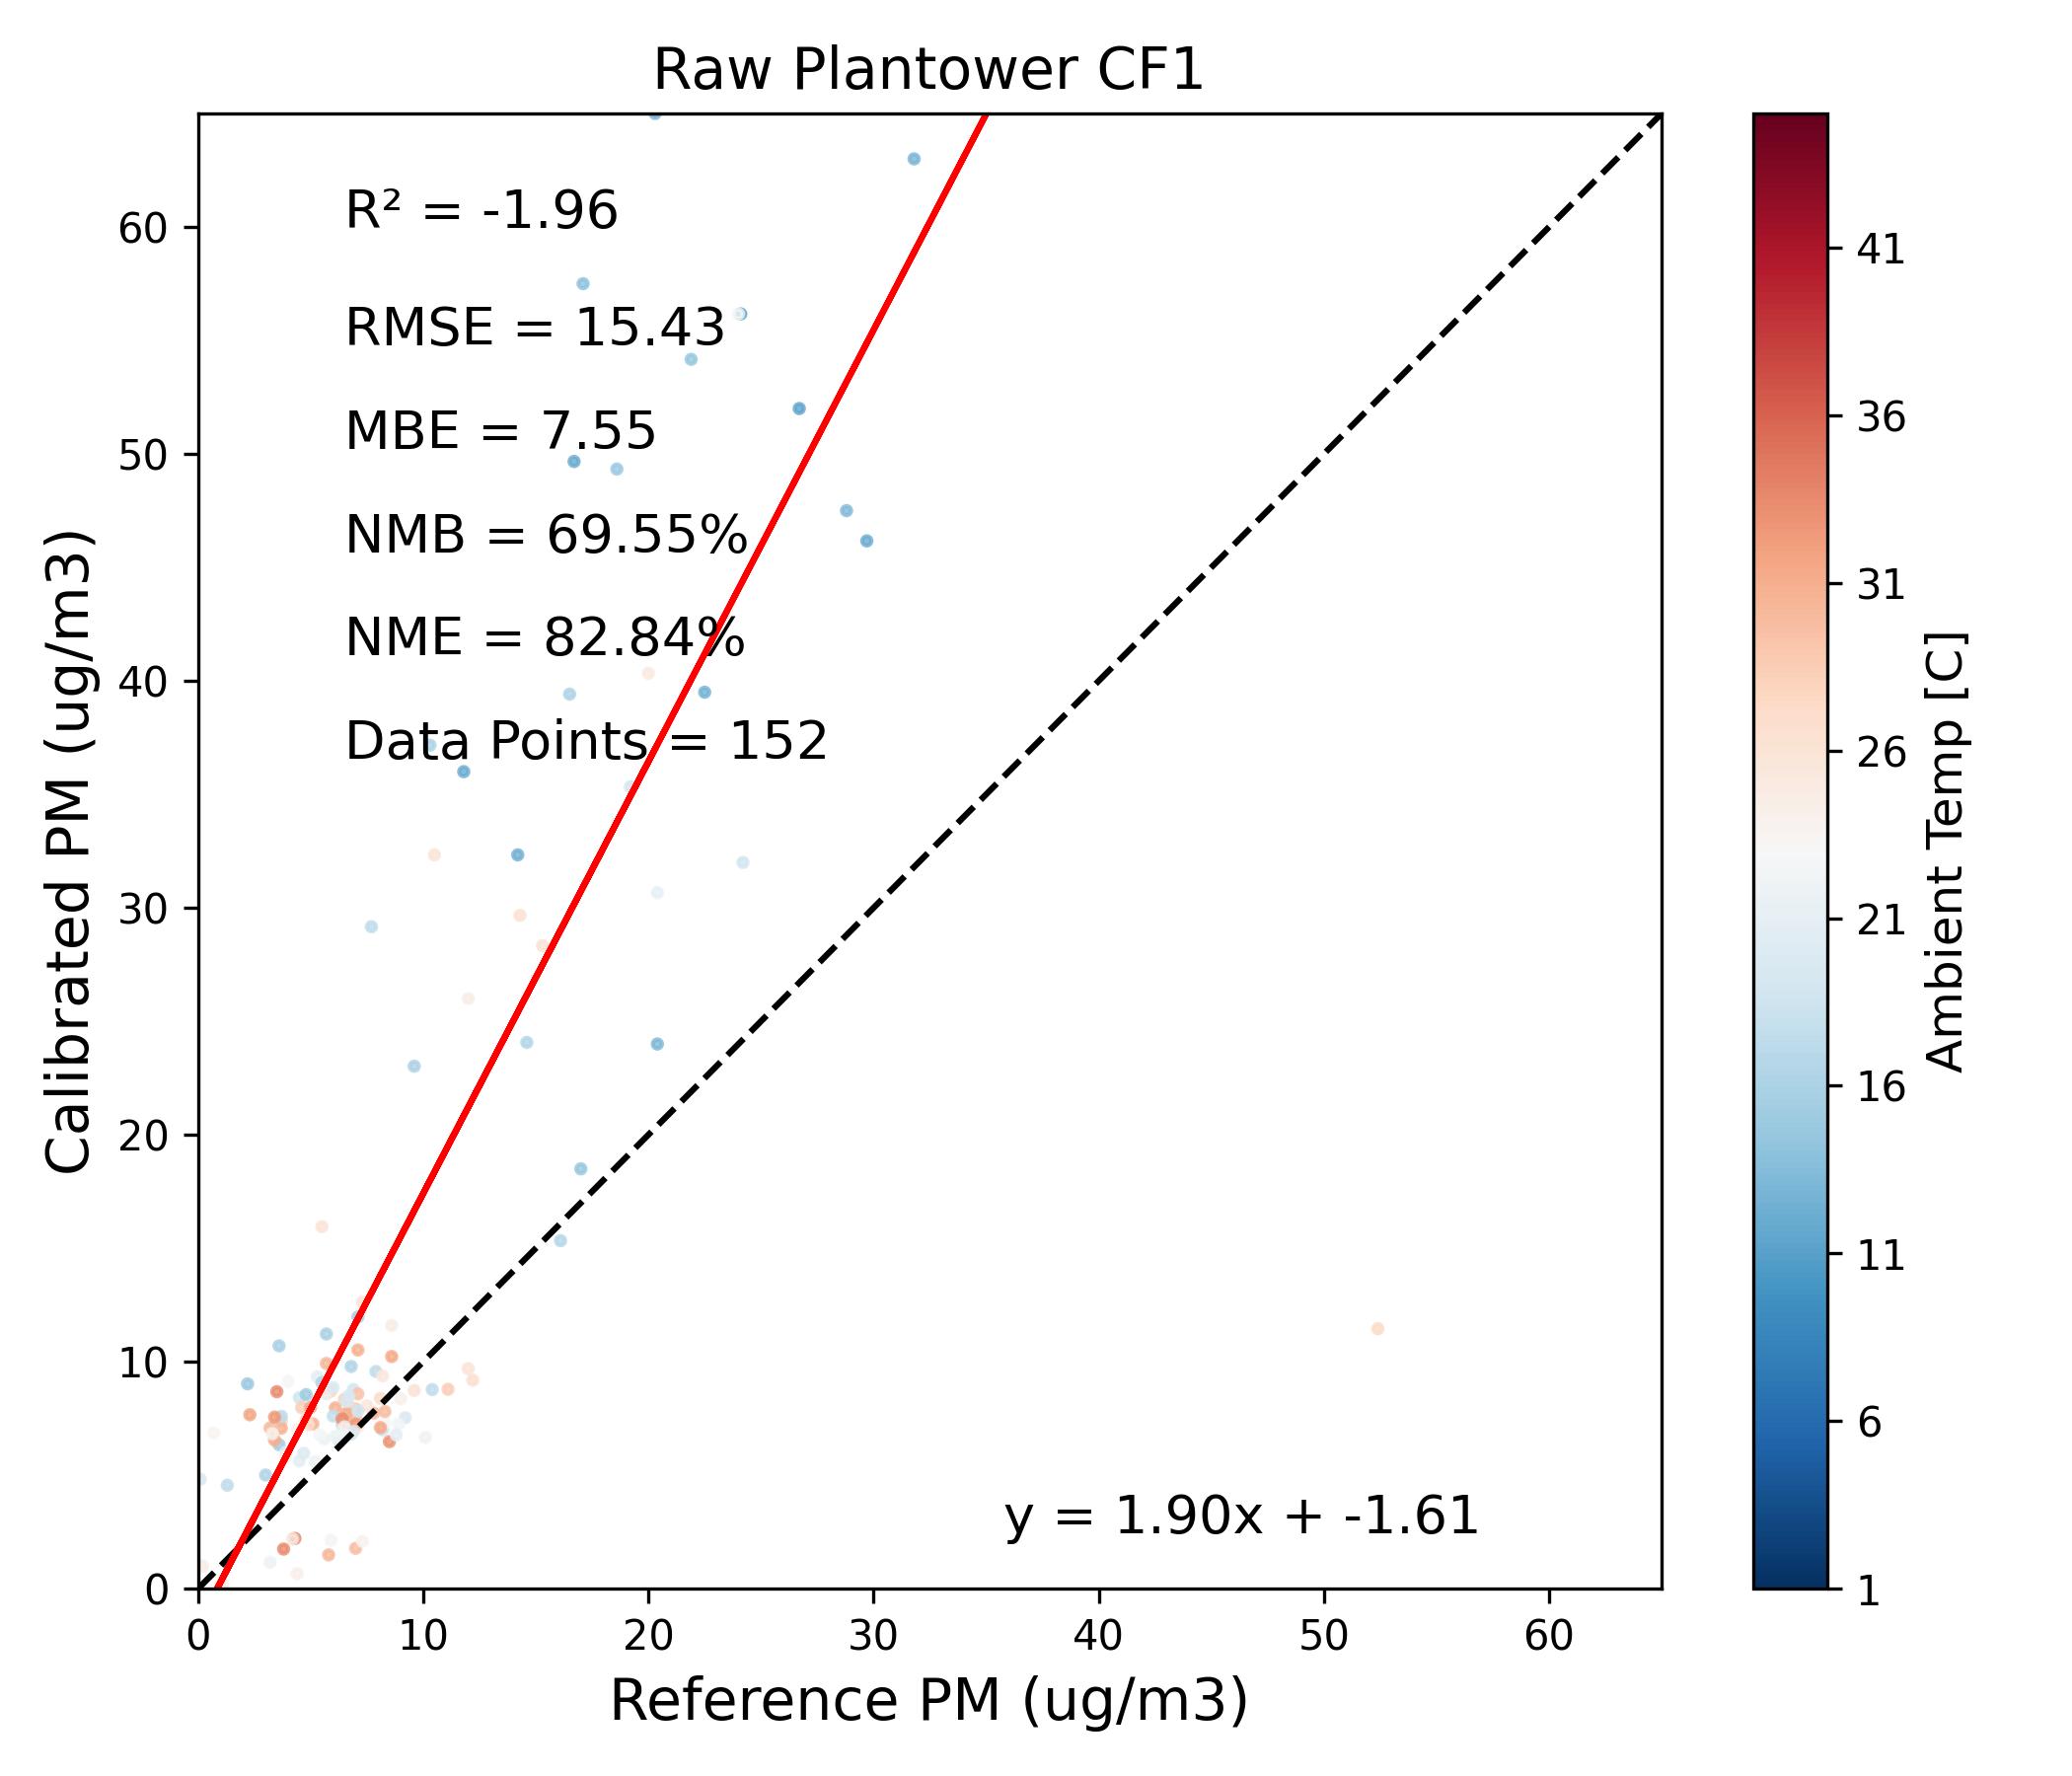 Raw Plantower CF1
R² = -1.96
RMSE = 15.43
MBE = 7.55
NMB = 69.55%
NME = 82.84%
Data Points = 152
y = 1.90x + -1.61
Calibrated PM (ug/m3)
60
50
40
30
20
10
0
0 10 20 30 40 50 60
Reference PM (ug/m3)
41
36
31
26
21
16
11
6
1
Ambient Temp [C]